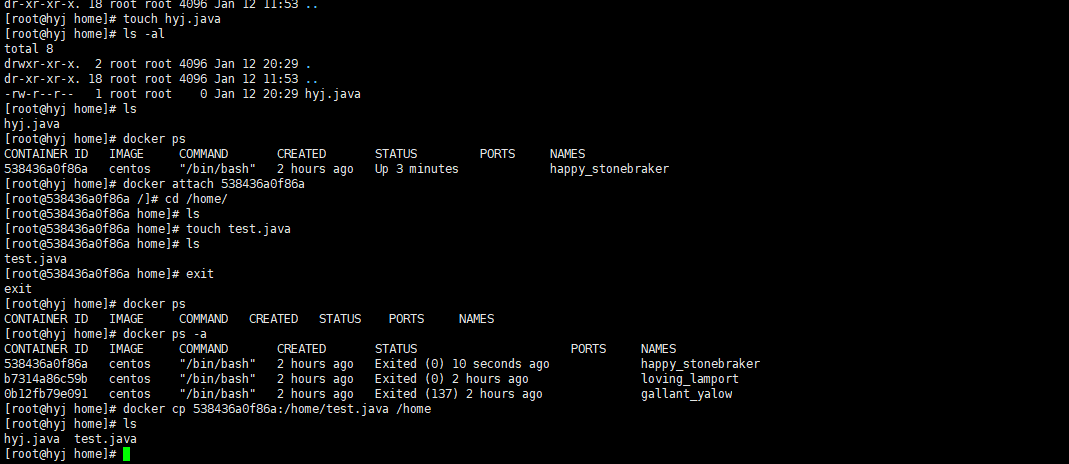 dr-xr-xr-x. 18 root root 4096 Jan 12 11:53 ..
[root@hyj home]# touch hyj.java
[root@hyj home]# ls -al
total 8
drwxr-xr-x.  2 root root 4096 Jan 12 20:29 .
dr-xr-xr-x. 18 root root 4096 Jan 12 11:53 ..
-rw-r--r--   1 root root    0 Jan 12 20:29 hyj.java
[root@hyj home]# ls
hyj.java
[root@hyj home]# docker ps
CONTAINER ID   IMAGE     COMMAND       CREATED       STATUS         PORTS     NAMES
538436a0f86a   centos    "/bin/bash"   2 hours ago   Up 3 minutes             happy_stonebraker
[root@hyj home]# docker attach 538436a0f86a
[root@538436a0f86a /]# cd /home/
[root@538436a0f86a home]# ls
[root@538436a0f86a home]# touch test.java
[root@538436a0f86a home]# ls
test.java
[root@538436a0f86a home]# exit
exit
[root@hyj home]# docker ps
CONTAINER ID   IMAGE     COMMAND   CREATED   STATUS    PORTS     NAMES
[root@hyj home]# docker ps -a
CONTAINER ID   IMAGE     COMMAND       CREATED       STATUS                      PORTS     NAMES
538436a0f86a   centos    "/bin/bash"   2 hours ago   Exited (0) 10 seconds ago             happy_stonebraker
b7314a86c59b   centos    "/bin/bash"   2 hours ago   Exited (0) 2 hours ago                loving_lamport
0b12fb79e091   centos    "/bin/bash"   2 hours ago   Exited (137) 2 hours ago              gallant_yalow
[root@hyj home]# docker cp 538436a0f86a:/home/test.java /home
[root@hyj home]# ls
hyj.java  test.java
[root@hyj home]#